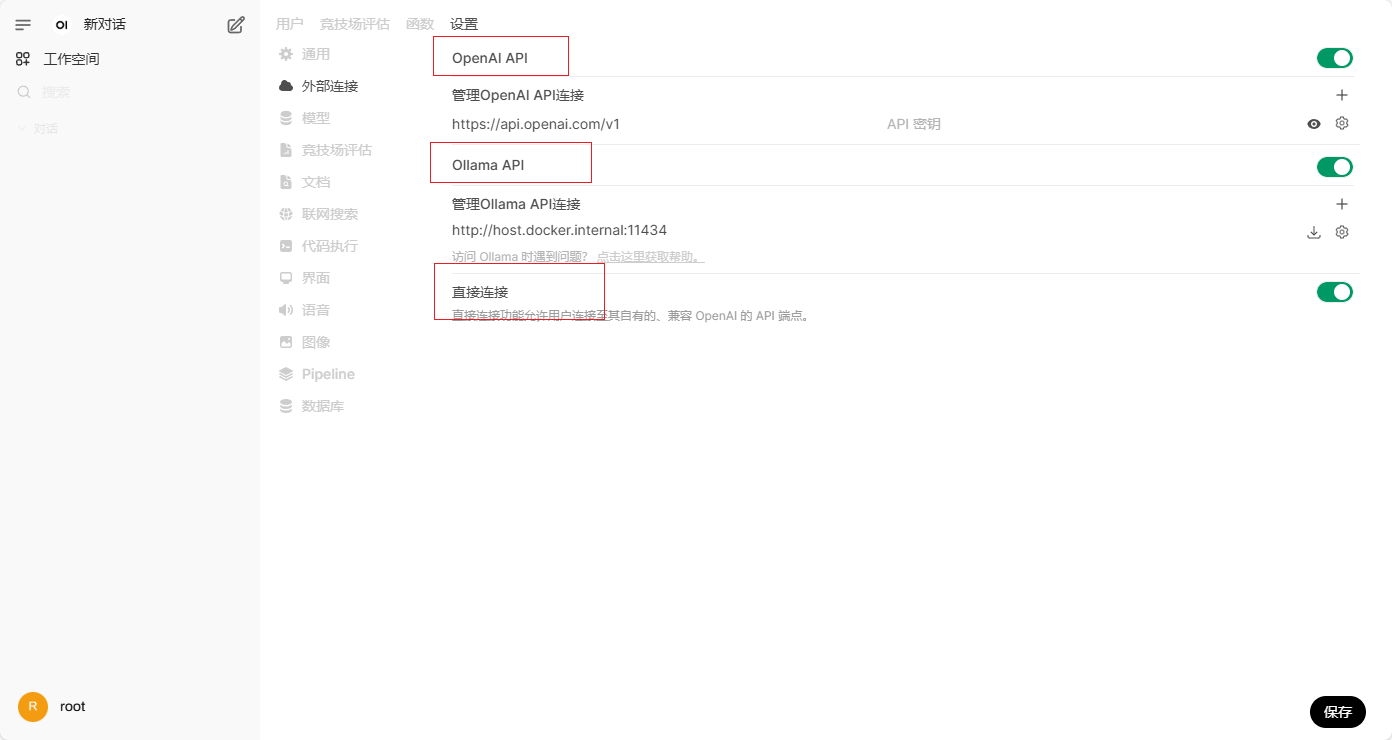 OI 新对话
工作空间
搜索
对话
R root
用户 竞技场评估 函数 设置
通用
外部连接
模型
竞技场评估
文档
联网搜索
代码执行
界面
语音
图像
Pipeline
数据库
OpenAI API
管理OpenAI API连接
https://api.openai.com/v1 API 密钥
Ollama API
管理Ollama API连接
http://host.docker.internal:11434
访问 Ollama 时遇到问题? 点击这里获取帮助。
直接连接
直接连接功能允许用户连接至其自有的、兼容 OpenAI 的 API 端点。
保存